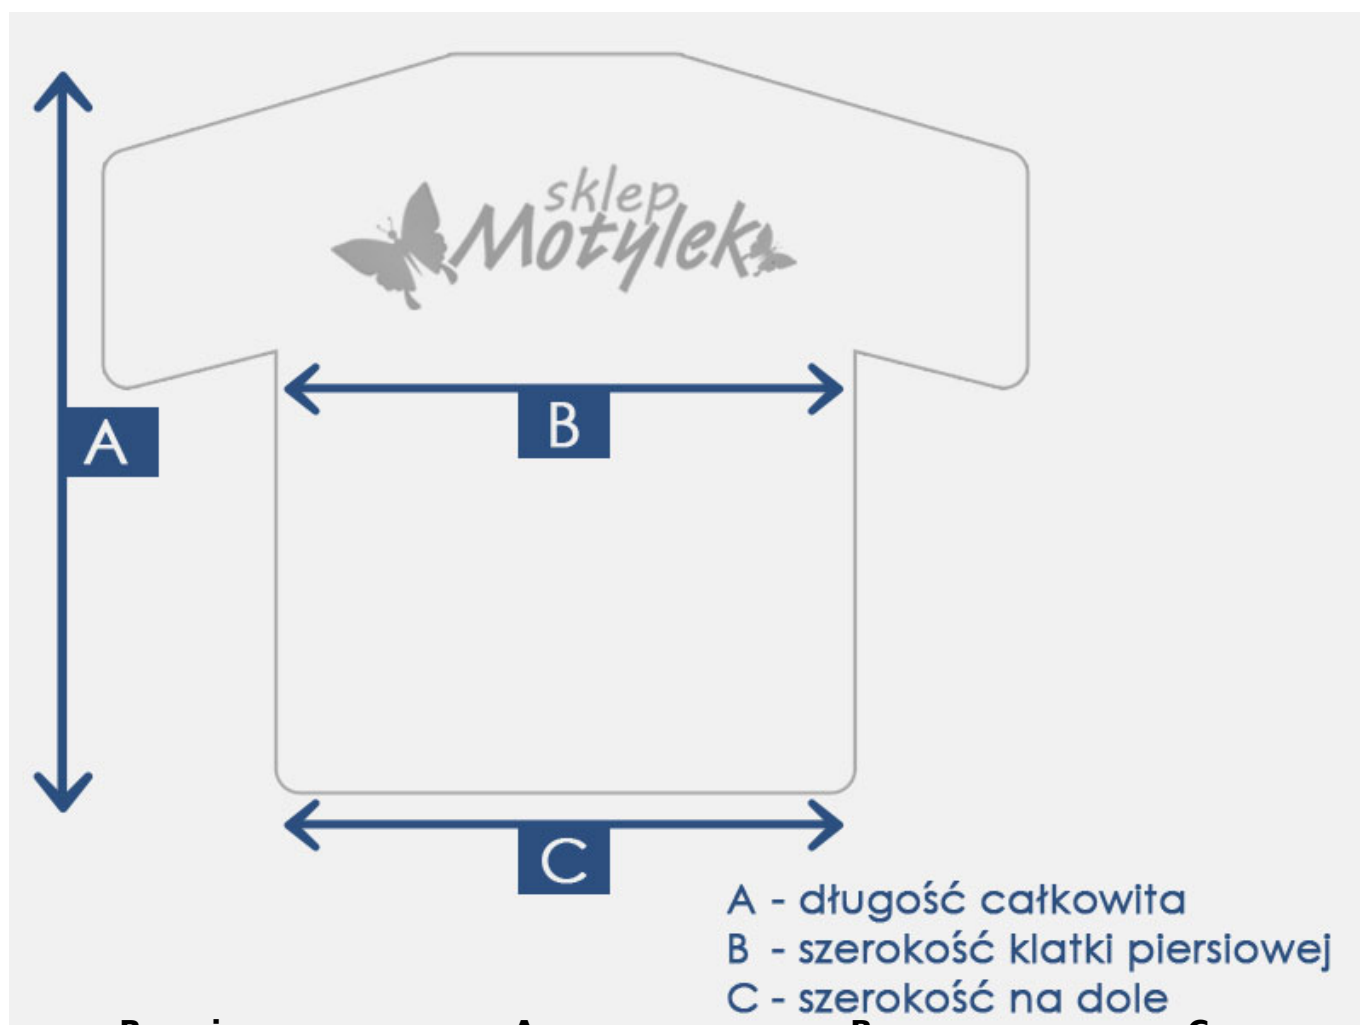 sklep
Motylek
A
B
C
A - długość całkowita
B - szerokość klatki piersiowej
C - szerokość na dole
A B C